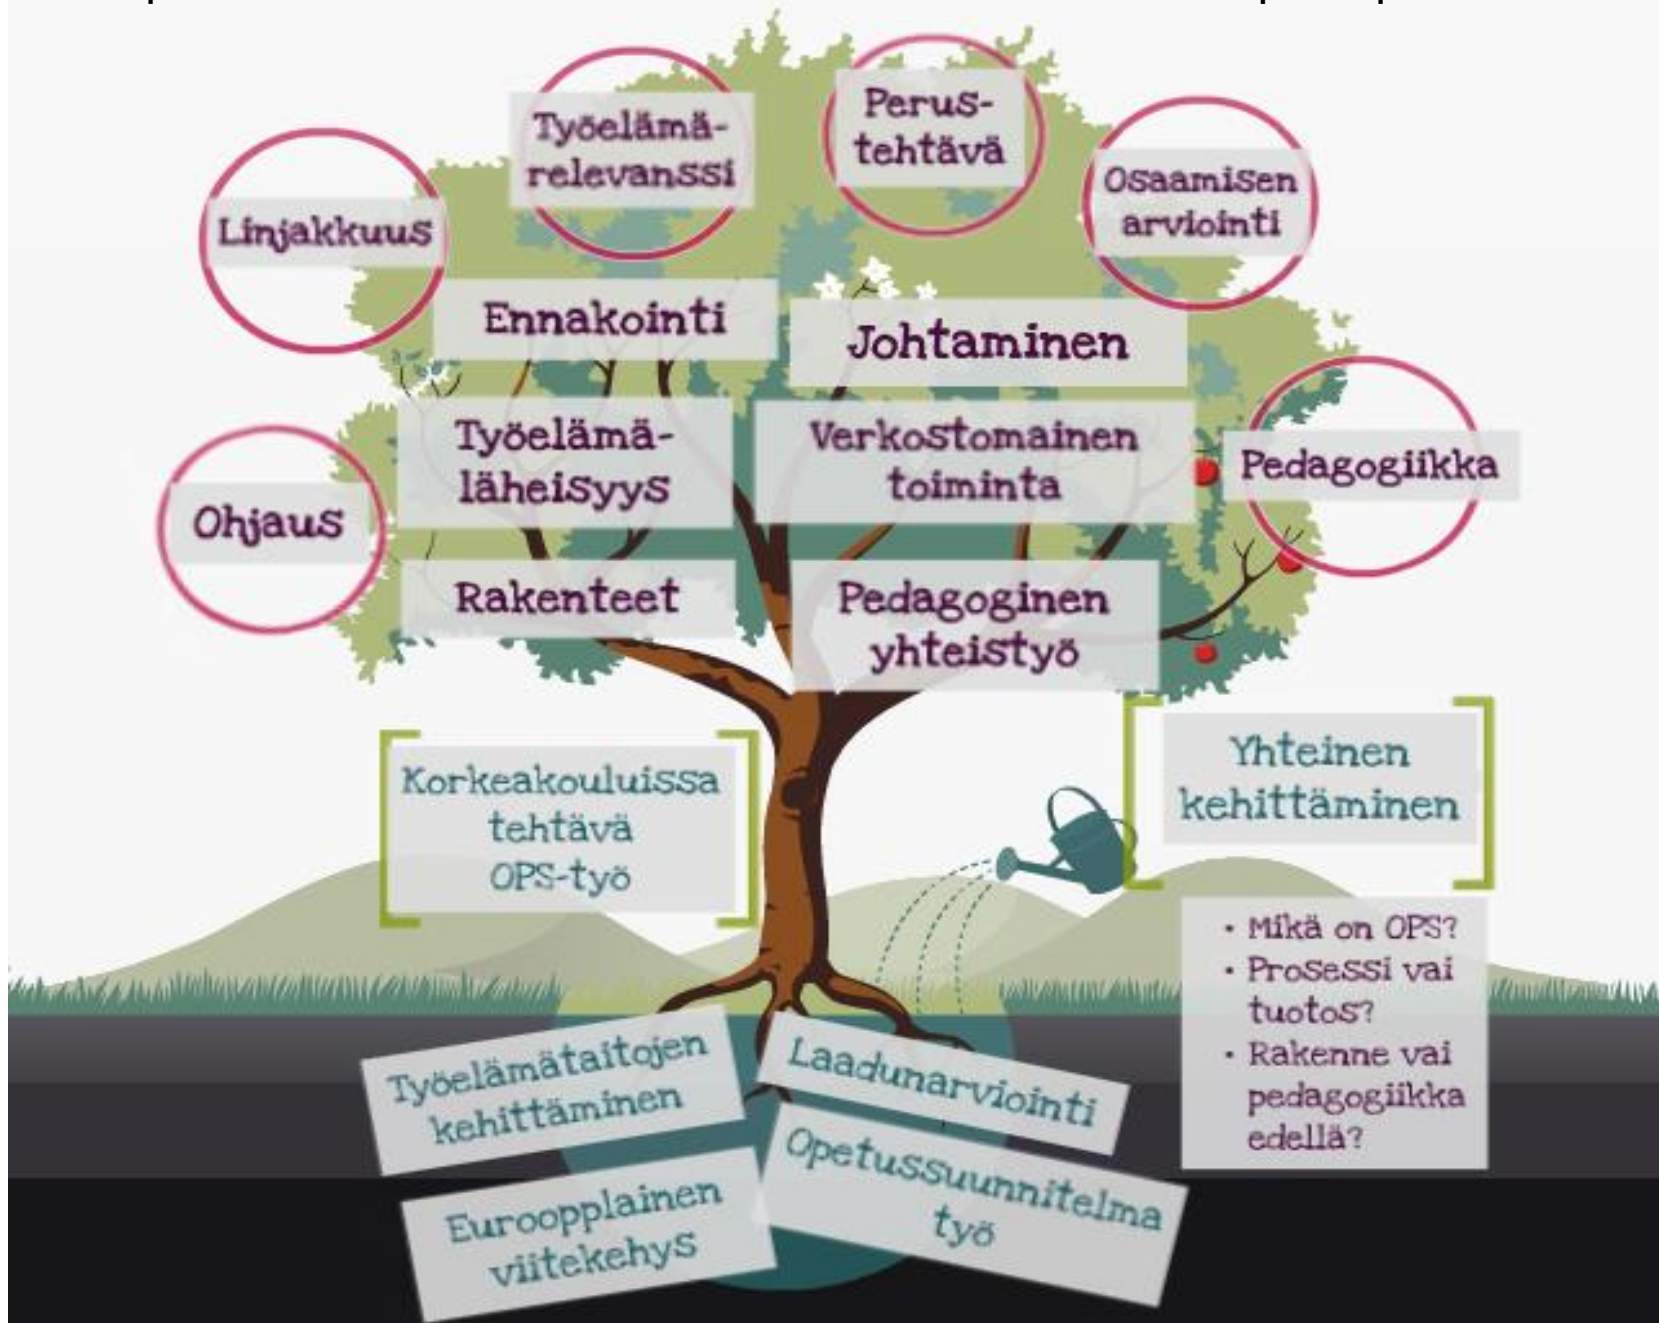 Työelämä-
relevanssi
Perus-
tehtävä
Osaamisen
arviointi
Linjakkuus
Ennakointi
Johtaminen
Työelämä-
läheisyys
Verkostomainen
toiminta
Pedagogiikka
Ohjaus
Rakenteet
Pedagoginen
yhteistyö
Korkeakouluissa
tehtävä
OPS-työ
Yhteinen
kehittäminen
• Mikä on OPS?
• Prosessi vai
tuotos?
• Rakenne vai
pedagogiikka
edellä?
Työelämätaitojen
kehittäminen
Laadunarviointi
Euroopplainen
viitekehys
Opetussuunnitelma
työ